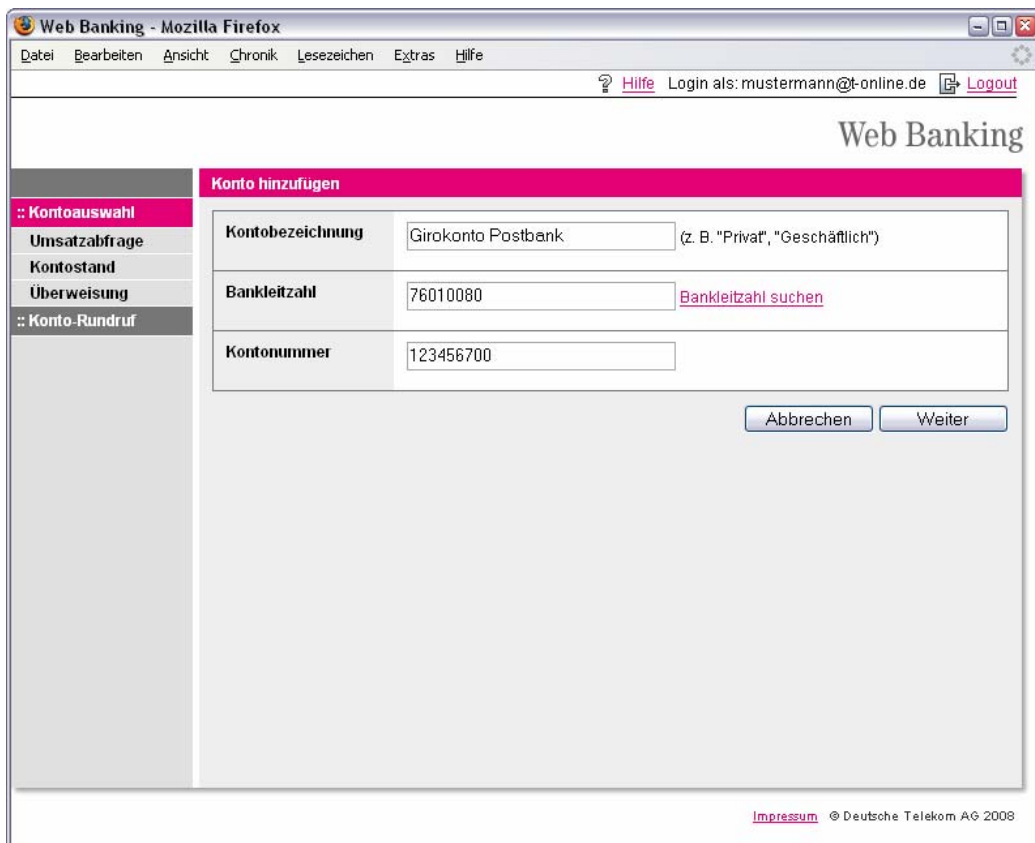 Web Banking - Mozilla Firefox
Datei Bearbeiten Ansicht Chronik Lesezeichen Extras Hilfe
? Hilfe Login als: mustermann@t-online.de Logout
Web Banking
Konto hinzufügen
:: Kontoauswahl
Umsatzabfrage
Kontostand
Überweisung
:: Konto-Rundruf
Kontobezeichnung Girokonto Postbank (z. B. "Privat", "Geschäftlich")
Bankleitzahl 76010080 Bankleitzahl suchen
Kontonummer 123456700
Abbrechen Weiter
Impressum © Deutsche Telekom AG 2008